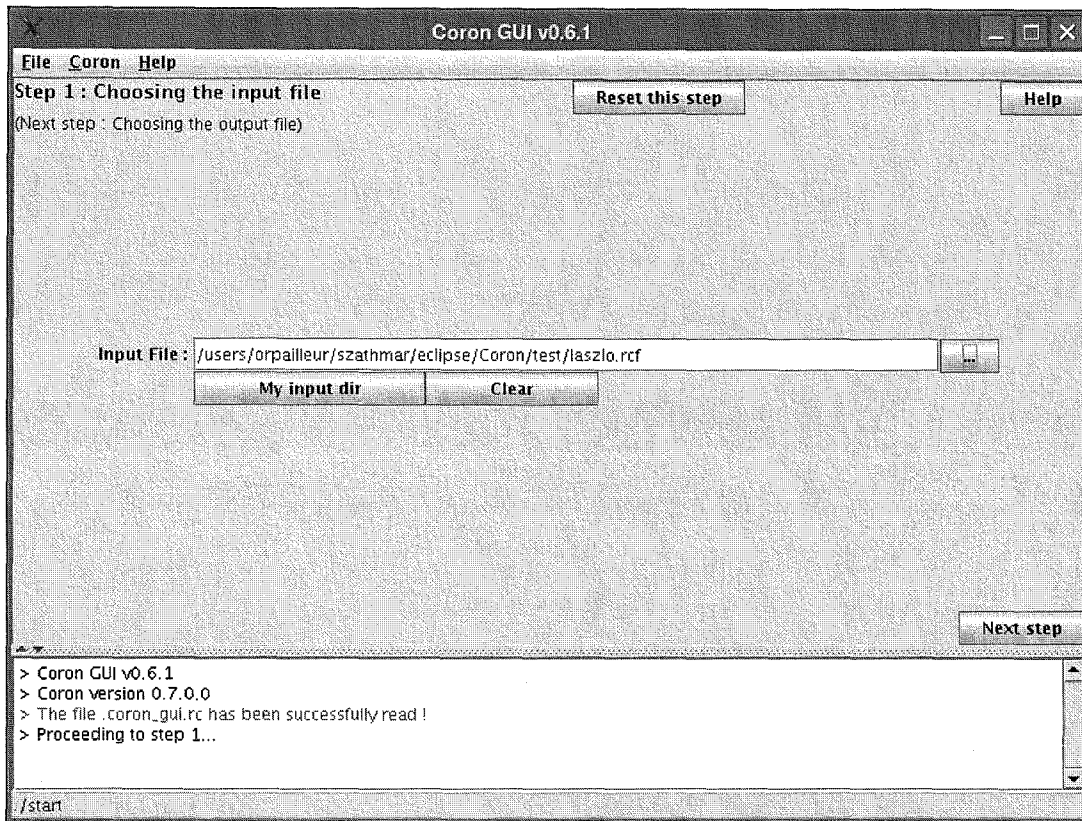 Coron GUI v0.6.1
File Coron Help
Step 1 : Choosing the input file
Reset this step
Help
(Next step : Choosing the output file)
Input File : /users/orpailleur/szathmar/eclipse/Coron/test/laszlo.rcf ...
My input dir Clear
Next step
> Coron GUI v0.6.1
> Coron version 0.7.0.0
> The file .coron_gui.rc has been successfully read !
> Proceeding to step 1...
/start